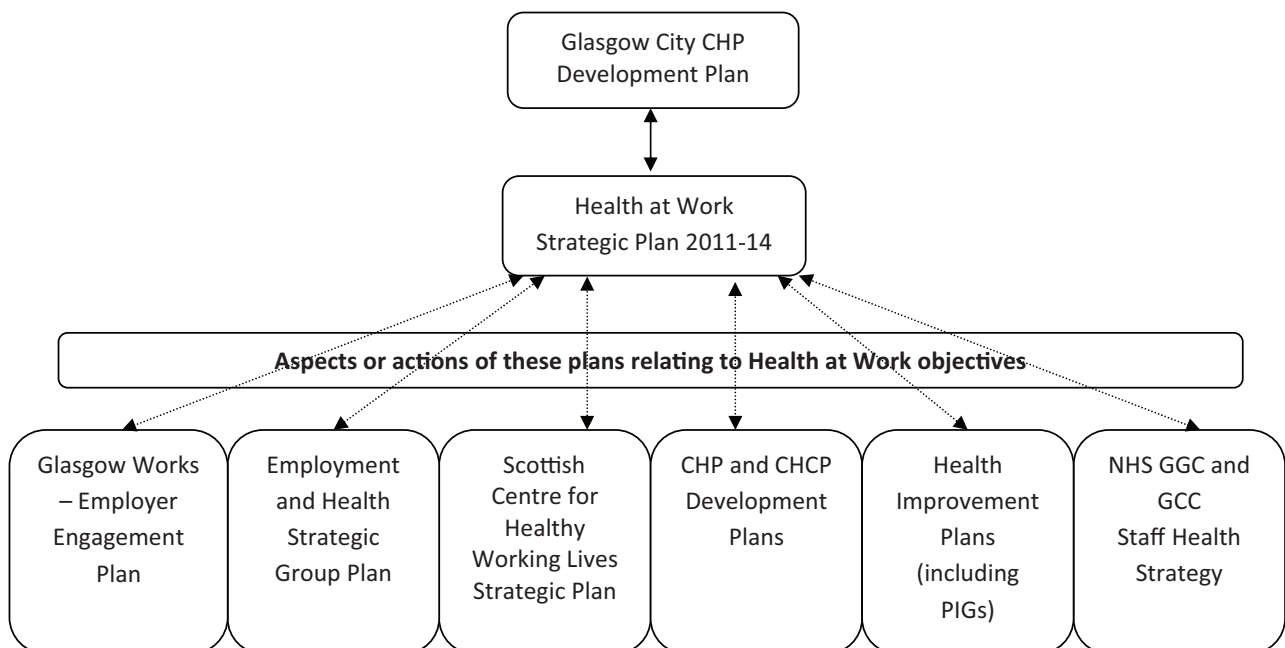 Glasgow City CHP
Development Plan
Health at Work
Strategic Plan 2011-14
Aspects or actions of these plans relating to Health at Work objectives
Glasgow Works
– Employer
Engagement
Plan
Employment
and Health
Strategic
Group Plan
Scottish
Centre for
Healthy
Working Lives
Strategic Plan
CHP and CHCP
Development
Plans
Health
Improvement
Plans
(including
PIGs)
NHS GGC and
GCC
Staff Health
Strategy